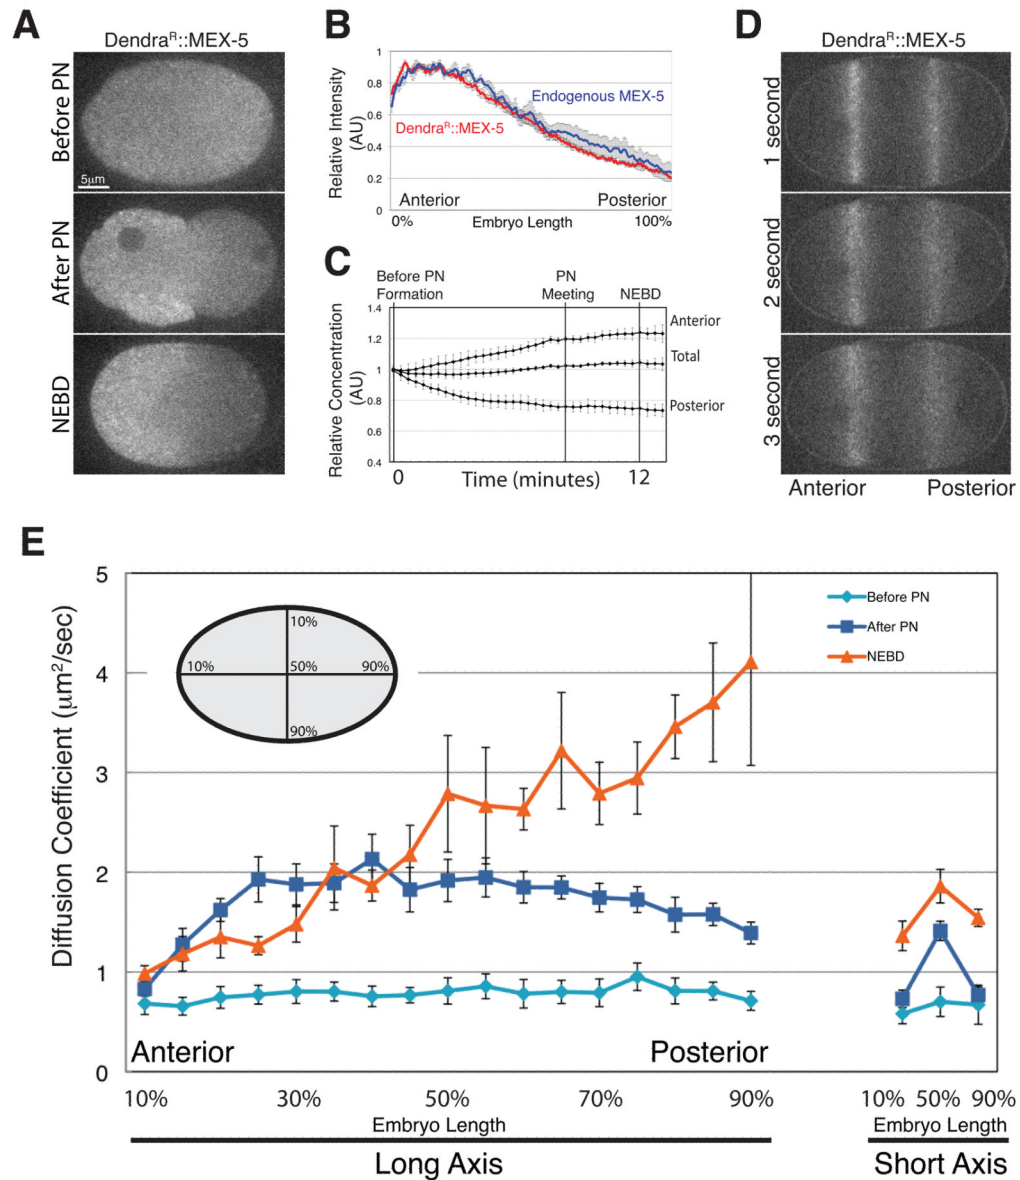 A
Dendraᴿ::MEX-5
Before PN
5μm
After PN
NEBD
B
Relative Intensity
(AU)
1
0.8
0.6
0.4
0.2
0
Endogenous MEX-5
Dendraᴿ::MEX-5
Anterior
Posterior
0%
Embryo Length
100%
C
Before PN
Formation
PN
Meeting
NEBD
Relative Concentration
(AU)
1.4
1.2
1
0.8
0.6
0.4
Anterior
Total
Posterior
0
Time (minutes)
12
D
Dendraᴿ::MEX-5
1 second
2 second
3 second
Anterior
Posterior
E
Diffusion Coefficient (μm²/sec)
5
4
3
2
1
0
10%
10%
50%
90%
90%
Before PN
After PN
NEBD
Anterior
Posterior
10%
30%
50%
70%
90%
10%
50%
90%
Embryo Length
Embryo Length
Long Axis
Short Axis